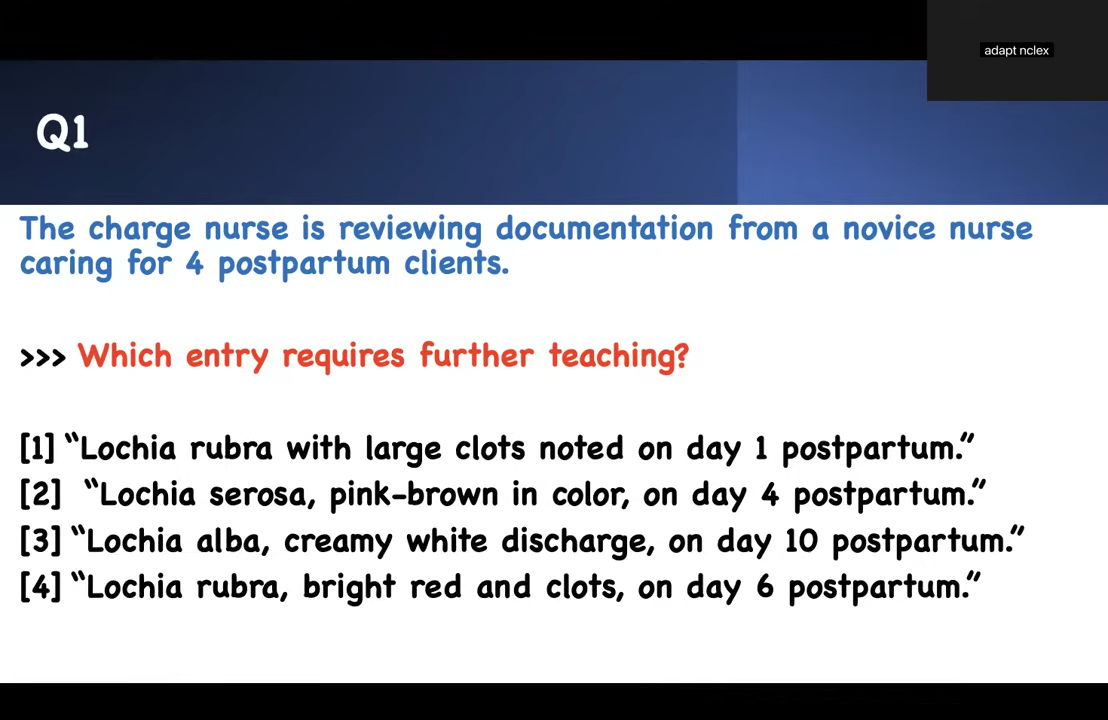 adapt nclex
Q1
The charge nurse is reviewing documentation from a novice nurse
caring for 4 postpartum clients.
>>> Which entry requires further teaching?
[1] “Lochia rubra with large clots noted on day 1 postpartum.”
[2] “Lochia serosa, pink-brown in color, on day 4 postpartum.”
[3] “Lochia alba, creamy white discharge, on day 10 postpartum.”
[4] “Lochia rubra, bright red and clots, on day 6 postpartum.”